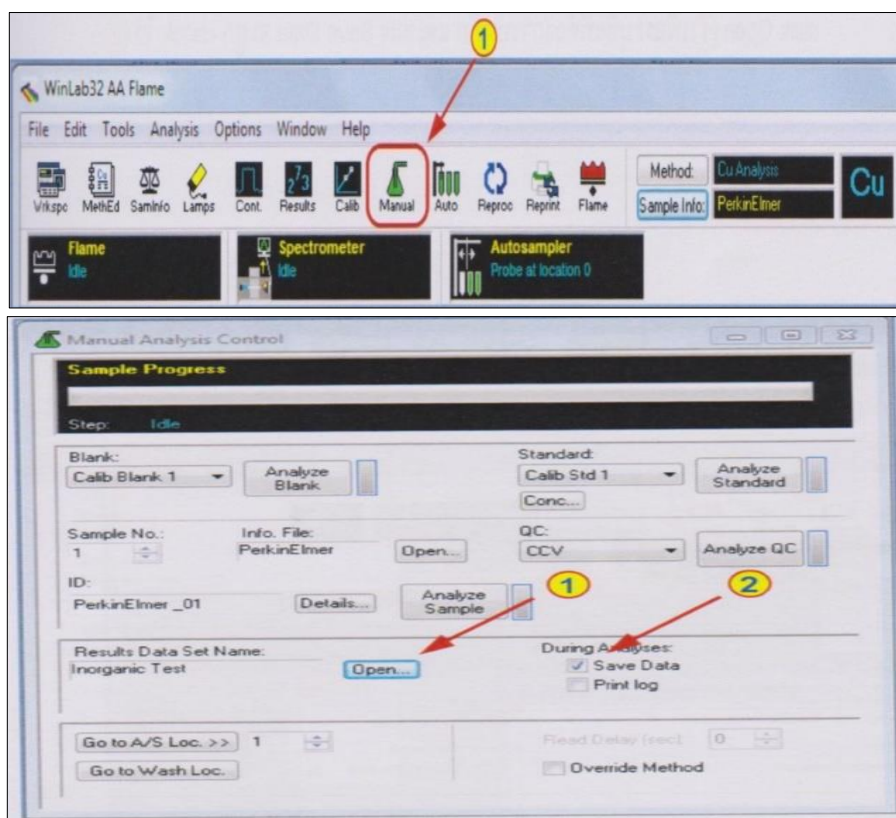 1
WinLab32 AA Flame
File Edit Tools Analysis Options Window Help
Wrkspc MethEd SamInfo Lamps Cont. Results Calib Manual Auto Reproc Reprint Flame
Method: Cu Analysis
Sample Info: PerkinElmer
Cu
Flame
Idle
Spectrometer
Idle
Autosampler
Probe at location 0
Manual Analysis Control
Sample Progress
Step: Idle
Blank:
Calib Blank 1
Analyze
Blank
Standard:
Calib Std 1
Conc...
Analyze
Standard
Sample No.:
1
Info. File:
PerkinElmer
Open...
QC:
CCV
Analyze QC
ID:
PerkinElmer _01
Details...
Analyze
Sample
1
2
Results Data Set Name:
Inorganic Test
Open...
During Analyses:
Save Data
Print log
Go to A/S Loc. >> 1
Read Delay (sec): 0
Go to Wash Loc.
Override Method